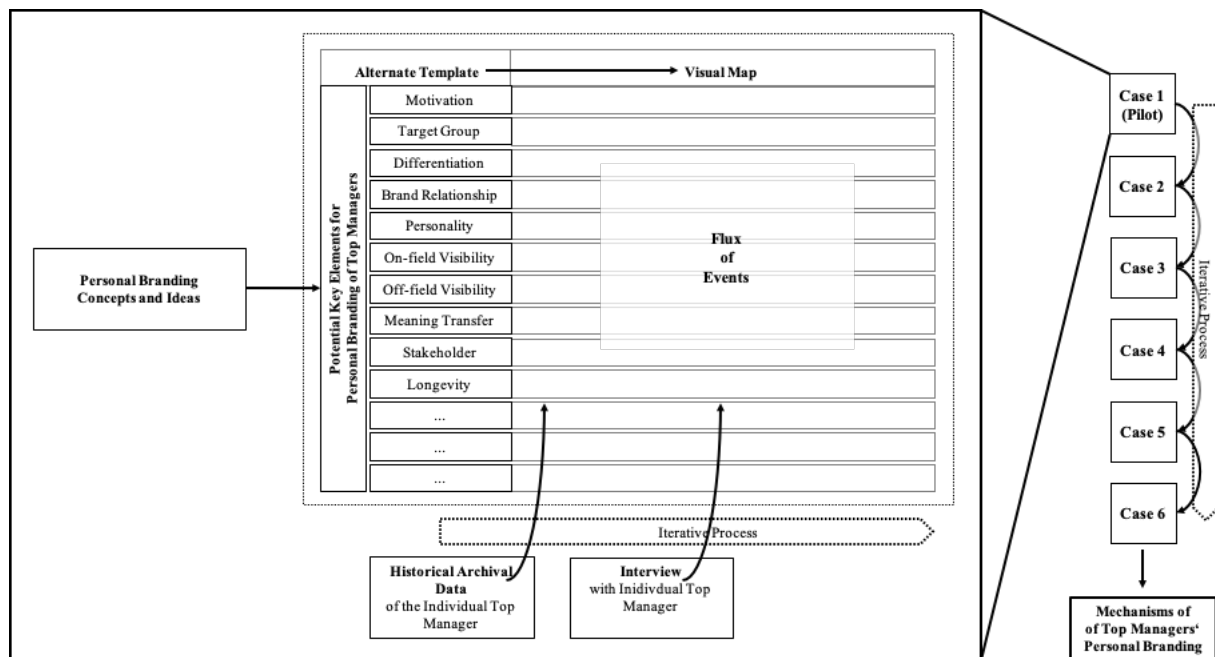 Alternate Template
Visual Map
Potential Key Elements for
Personal Branding of Top Managers
Motivation
Target Group
Differentiation
Brand Relationship
Personality
On-field Visibility
Off-field Visibility
Meaning Transfer
Stakeholder
Longevity
...
...
...
Flux
of
Events
Personal Branding
Concepts and Ideas
Iterative Process
Historical Archival
Data
of the Individual Top
Manager
Interview
with Inidivdual Top
Manager
Case 1
(Pilot)
Case 2
Case 3
Case 4
Case 5
Case 6
Iterative Process
Mechanisms of
of Top Managers‘
Personal Branding